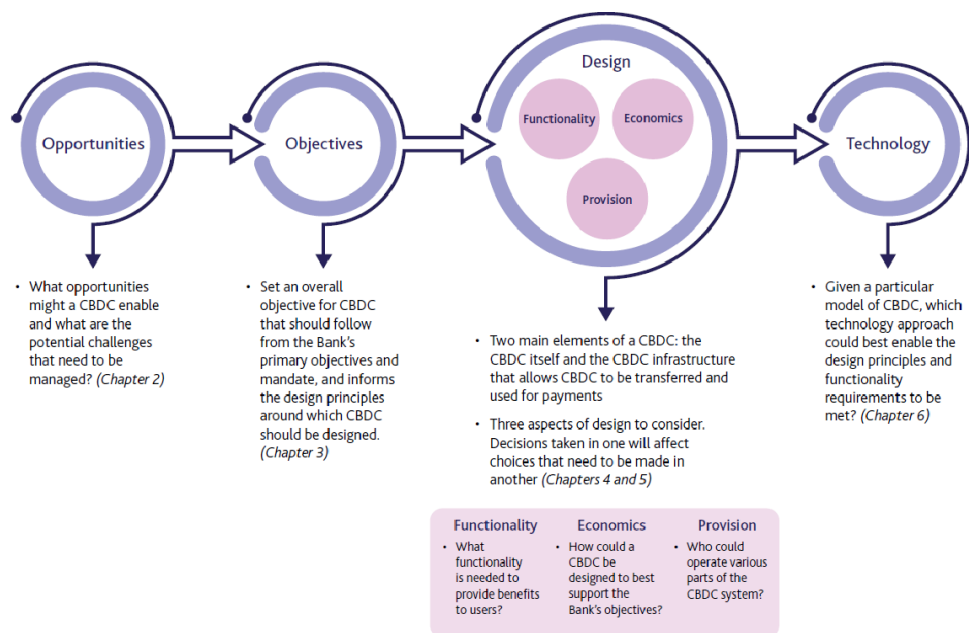 Opportunities
Objectives
Design
Functionality
Economics
Provision
Technology
• What opportunities
might a CBDC enable
and what are the
potential challenges
that need to be
managed? (Chapter 2)
• Set an overall
objective for CBDC
that should follow
from the Bank's
primary objectives and
mandate, and informs
the design principles
around which CBDC
should be designed.
(Chapter 3)
• Two main elements of a CBDC: the
CBDC itself and the CBDC infrastructure
that allows CBDC to be transferred and
used for payments
• Three aspects of design to consider.
Decisions taken in one will affect
choices that need to be made in
another (Chapters 4 and 5)
• Given a particular
model of CBDC, which
technology approach
could best enable the
design principles and
functionality
requirements to be
met? (Chapter 6)
Functionality
• What
functionality
is needed to
provide benefits
to users?
Economics
• How could a
CBDC be
designed to best
support the
Bank's objectives?
Provision
• Who could
operate various
parts of the
CBDC system?